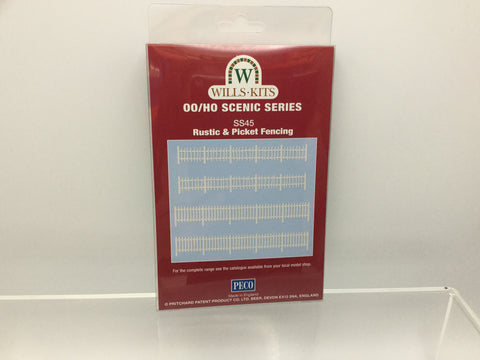 W
WILLS·KITS
OO/HO SCENIC SERIES
SS45
Rustic & Picket Fencing
For the complete range see the catalogue available from your local model shop.
PECO
Made in England
© PRITCHARD PATENT PRODUCT CO. LTD. BEER, DEVON EX12 3NA, ENGLAND